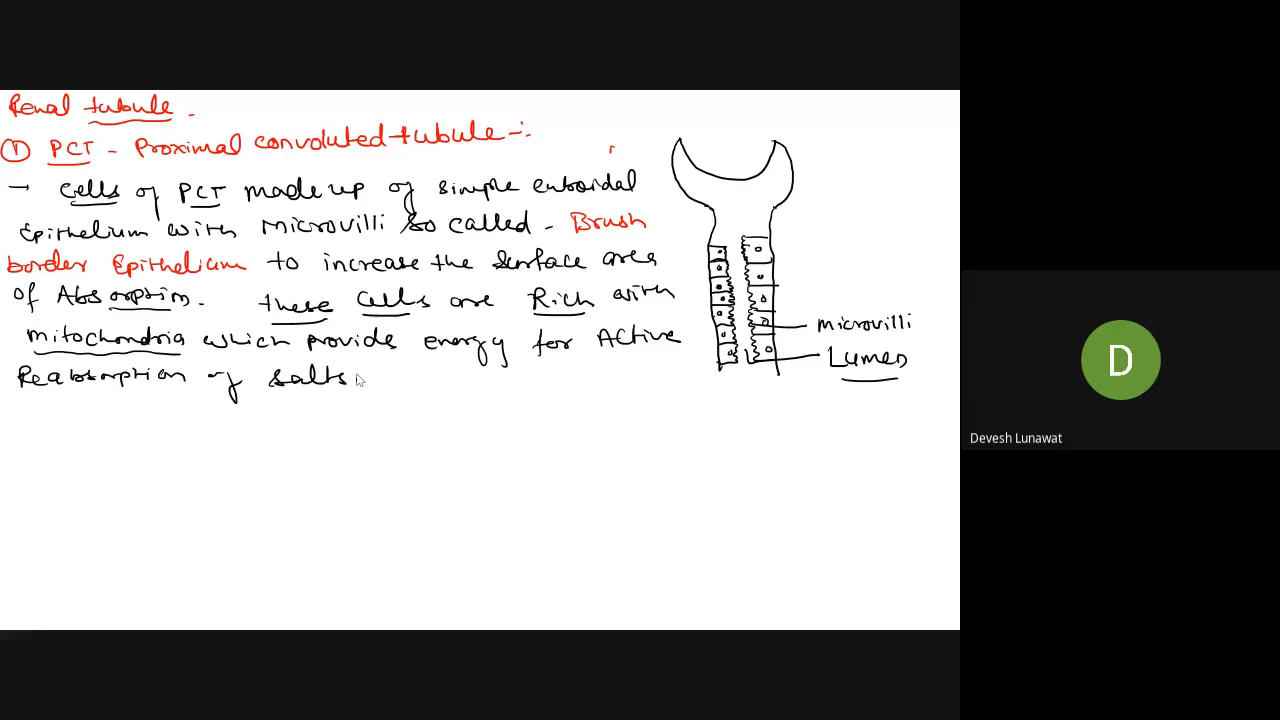 Renal tubule.
① PCT - Proximal convoluted tubule :-
→ cells of PCT made up of simple cuboidal
Epithelium with Microvilli so called - Brush
border Epithelium to increase the surface area
of Absorption. these cells are Rich with
mitochondria which provides energy for Active
Reabsorption of salts
microvilli
Lumen
D
Devesh Lunawat